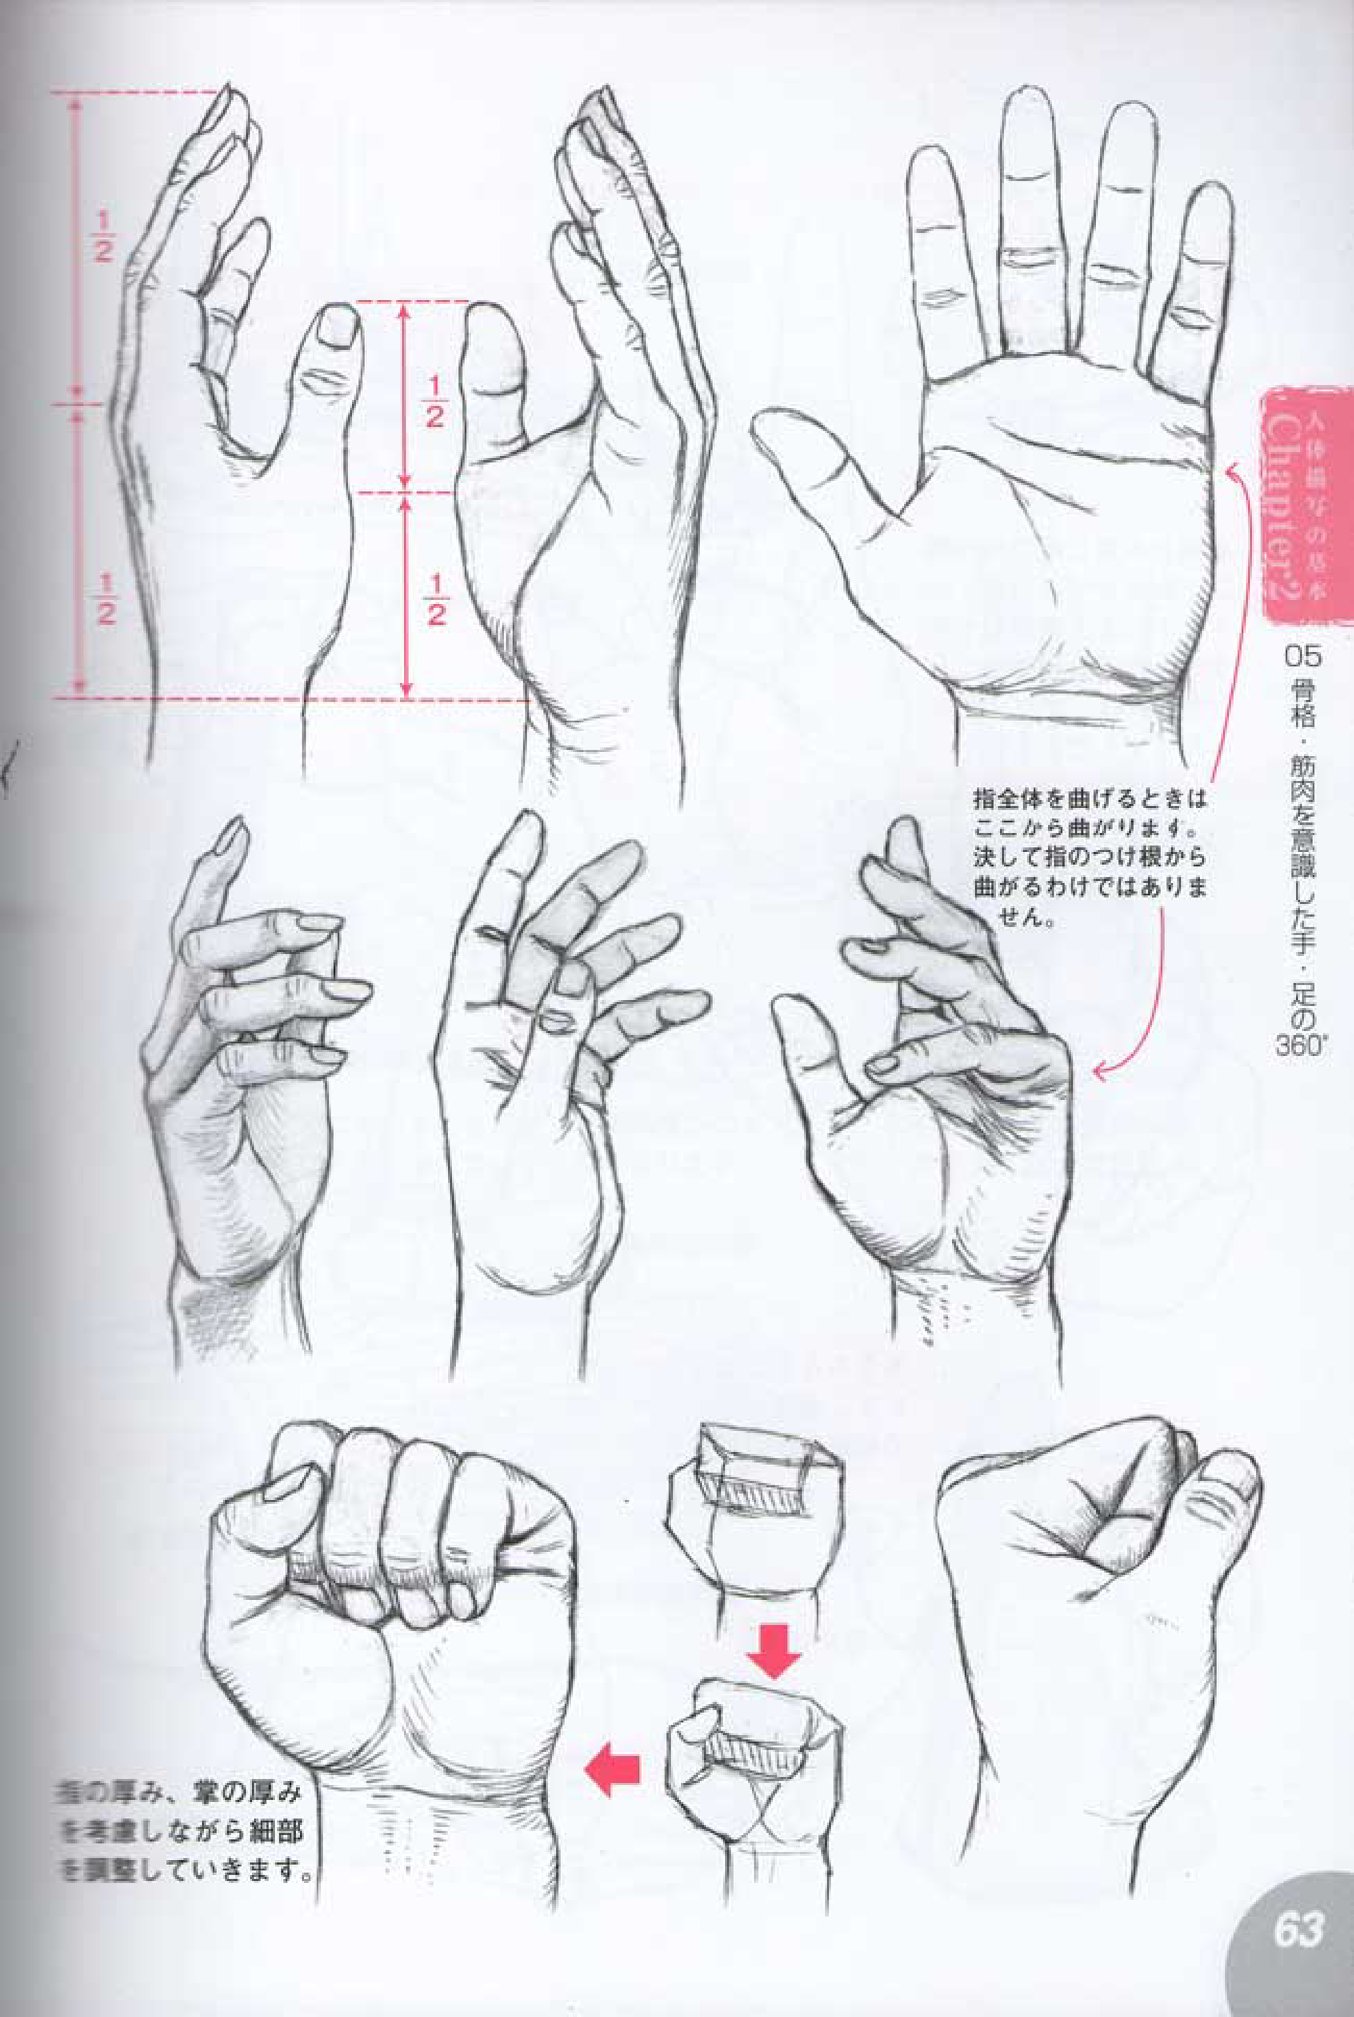 1/2
1/2
1/2
1/2
人体描写の基本
Chapter 2
05 骨格・筋肉を意識した手・足の360°
指全体を曲げるときは
ここから曲がります。
決して指のつけ根から
曲がるわけではありま
せん。
指の厚み、掌の厚み
を考慮しながら細部
を調整していきます。
63